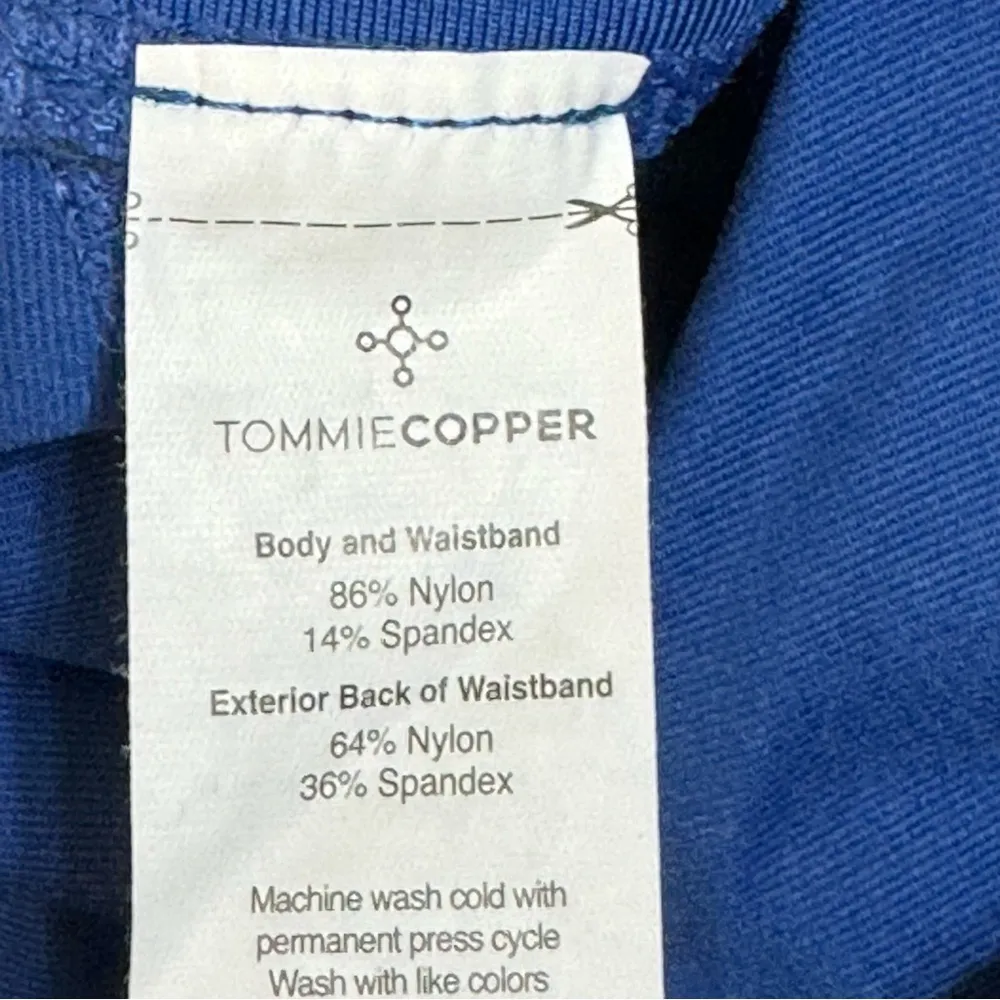 TOMMIECOPPER
Body and Waistband
86% Nylon
14% Spandex
Exterior Back of Waistband
64% Nylon
36% Spandex
Machine wash cold with
permanent press cycle
Wash with like colors